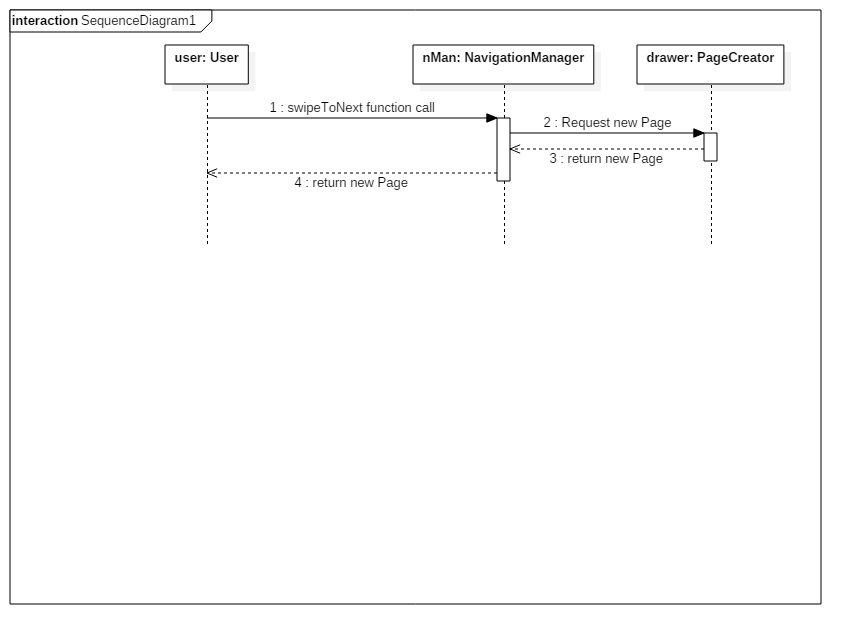 interaction SequenceDiagram1
user: User
nMan: NavigationManager
drawer: PageCreator
1 : swipeToNext function call
2 : Request new Page
3 : return new Page
4 : return new Page